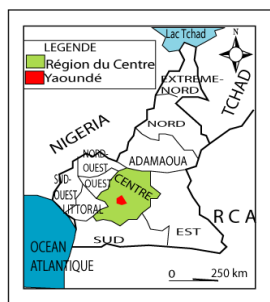 Lac Tchad
LEGENDE
Région du Centre
Yaoundé
EXTREME-
NORD
TCHAD
NIGERIA
NORD
NORD-
OUEST
ADAMAOUA
SUD-
OUEST
OUEST
CENTRE
LITTORAL
R C A
EST
SUD
OCEAN
ATLANTIQUE
0 250 km